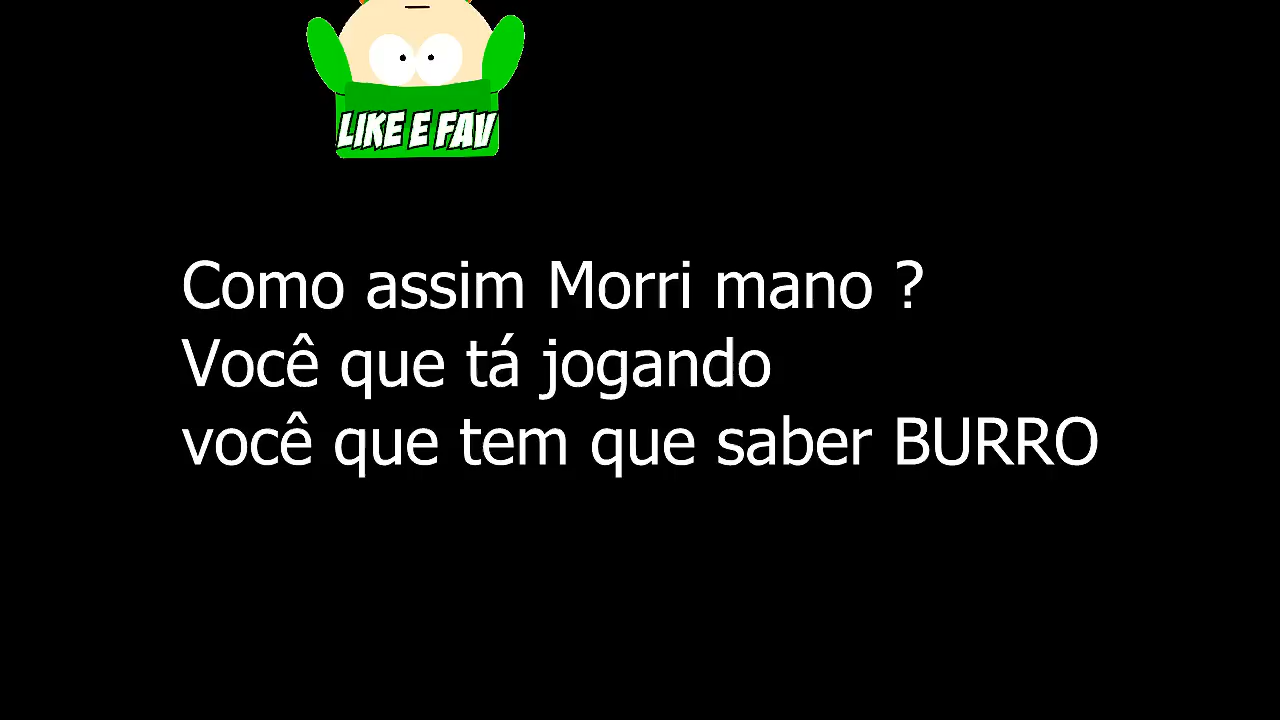 LIKE E FAV
Como assim Morri mano ?
Você que tá jogando
você que tem que saber BURRO